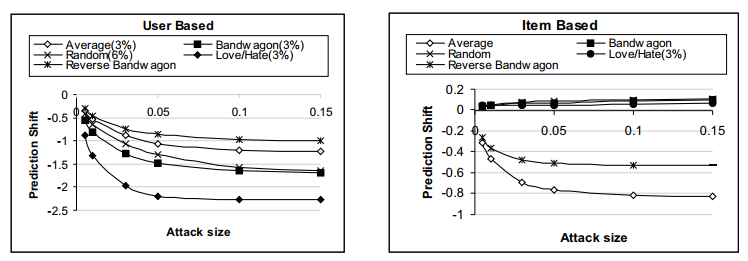 User Based
Average(3%) Bandwagon(3%)
Random(6%) Love/Hate(3%)
Reverse Bandwagon
0
0 0.05 0.1 0.15
-0.5
-1
-1.5
-2
-2.5
Prediction Shift
Attack size
Item Based
Average Bandwagon
Random Love/Hate(3%)
Reverse Bandwagon
0.2
0
0 0.05 0.1 0.15
-0.2
-0.4
-0.6
-0.8
-1
Prediction Shift
Attack size